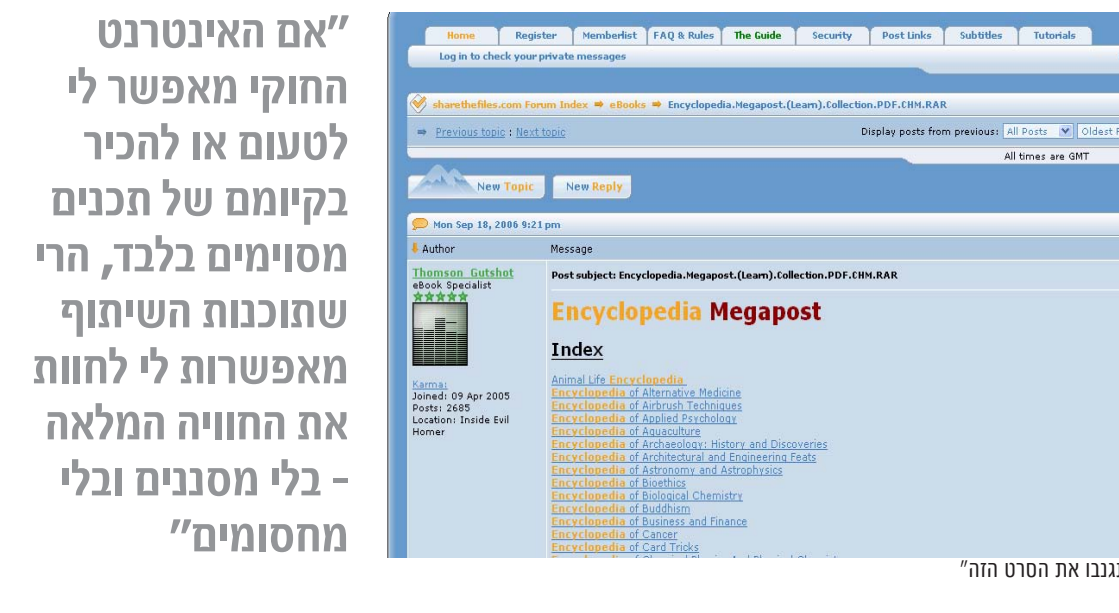 "אם האינטרנט
החוקי מאפשר לי
לטעום או להכיר
בקיומם של תכנים
מסוימים בלבד, הרי
שתוכנות השיתוף
מאפשרות לי לחוות
את החוויה המלאה
- בלי מסננים ובלי
מחסומים"
Home Register Memberlist FAQ & Rules The Guide Security Post Links Subtitles Tutorials
Log in to check your private messages
sharethefiles.com Forum Index ➡ eBooks ➡ Encyclopedia.Megapost.(Learn).Collection.PDF.CHM.RAR
➡ Previous topic : Next topic Display posts from previous: All Posts Oldest
All times are GMT
New Topic New Reply
Mon Sep 18, 2006 9:21 pm
Author Message
Thomson_Gutshot
eBook Specialist
Post subject: Encyclopedia.Megapost.(Learn).Collection.PDF.CHM.RAR
Encyclopedia Megapost
Index
Karma:
Joined: 09 Apr 2005
Posts: 2685
Location: Inside Evil
Homer
Animal Life Encyclopedia
Encyclopedia of Alternative Medicine
Encyclopedia of Airbrush Techniques
Encyclopedia of Applied Psychology
Encyclopedia of Aquaculture
Encyclopedia of Archaeology: History and Discoveries
Encyclopedia of Architectural and Engineering Feats
Encyclopedia of Astronomy and Astrophysics
Encyclopedia of Bioethics
Encyclopedia of Biological Chemistry
Encyclopedia of Buddhism
Encyclopedia of Business and Finance
Encyclopedia of Cancer
Encyclopedia of Card Tricks
את הסרט הזה"